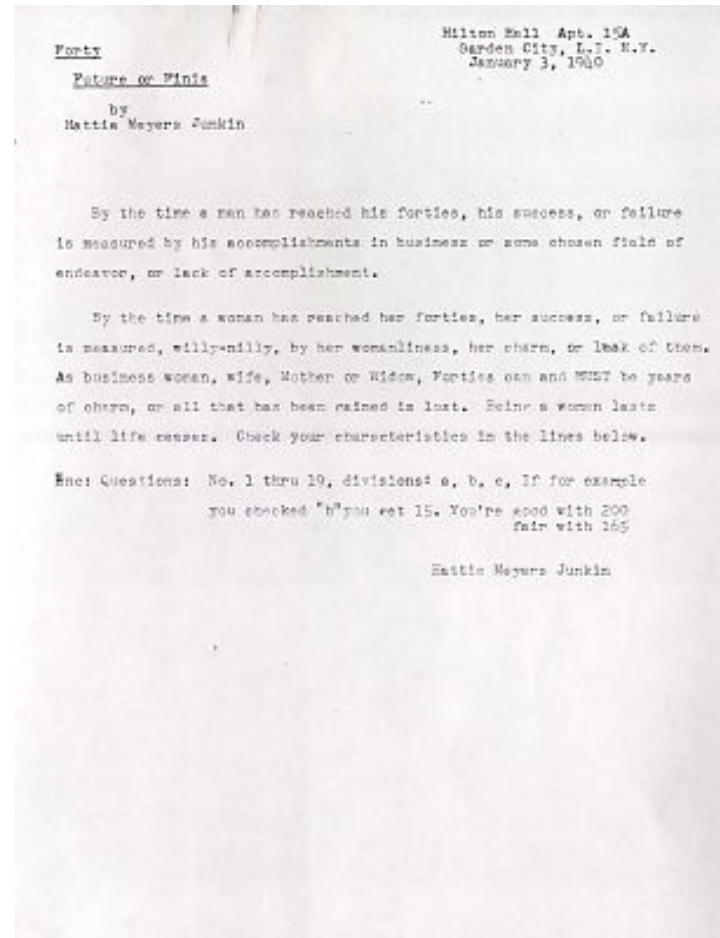 Hilton Hall Apt. 15A
Forty
Garden City, L.I. N.Y.
January 3, 1940
Future or Finis
by
Hattie Meyers Junkin
By the time a man has reached his forties, his success, or failure
is measured by his accomplishments in business or some chosen field of
endeavor, or lack of accomplishment.
By the time a woman has reached her forties, her success, or failure
is measured, willy-nilly, by her womanliness, her charm, or lack of them.
As business woman, wife, Mother or Widow, Forties can and MUST be years
of charm, or all that has been gained is lost. Being a woman lasts
until life ceases. Check your characteristics in the lines below.
Enc: Questions: No. 1 thru 19, divisions: a, b, c, If for example
you checked "b" you get 15. You're good with 200
fair with 165
Hattie Meyers Junkin